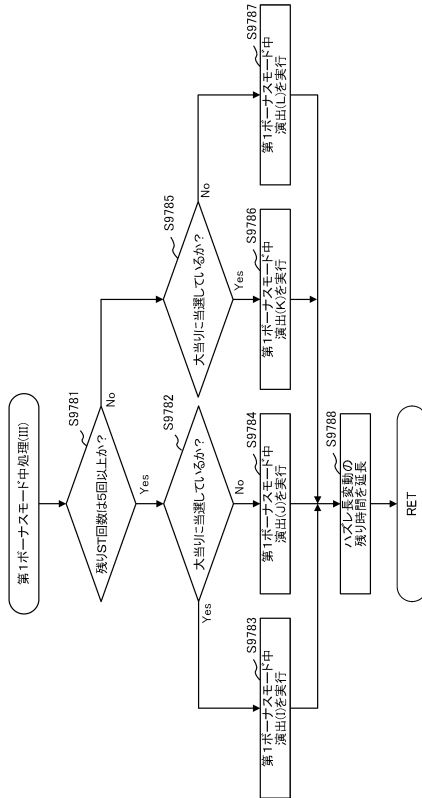 第1ボーナスモード中処理(III)
S9781
残りST回数は5回以上か?
No
Yes
S9782
大当りに当選しているか?
Yes
No
S9785
大当りに当選しているか?
No
Yes
S9783
第1ボーナスモード中
演出(I)を実行
S9784
第1ボーナスモード中
演出(J)を実行
S9786
第1ボーナスモード中
演出(K)を実行
S9787
第1ボーナスモード中
演出(L)を実行
S9788
ハズレ長変動の
残り時間を延長
RET